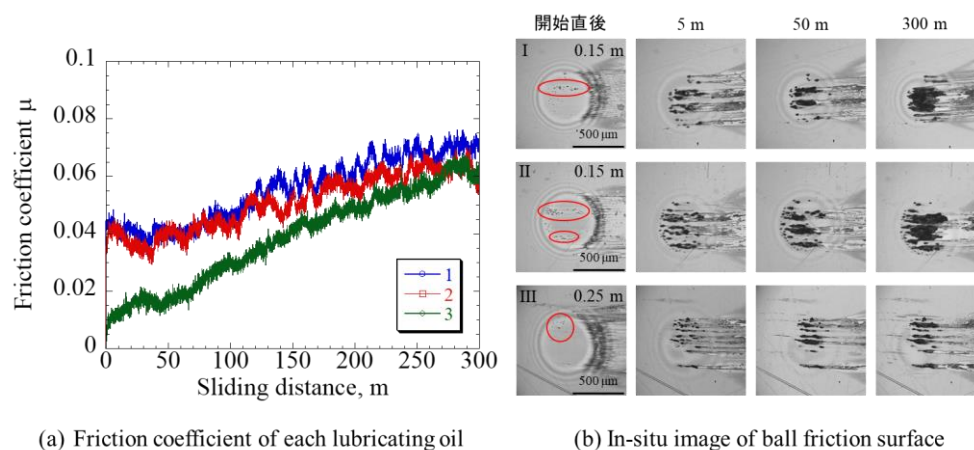 0.1
0.08
0.06
0.04
0.02
0
Friction coefficient μ
0 50 100 150 200 250 300
Sliding distance, m
1
2
3
(a) Friction coefficient of each lubricating oil
開始直後 5 m 50 m 300 m
I 0.15 m
500 μm
II 0.15 m
500 μm
III 0.25 m
500 μm
(b) In-situ image of ball friction surface